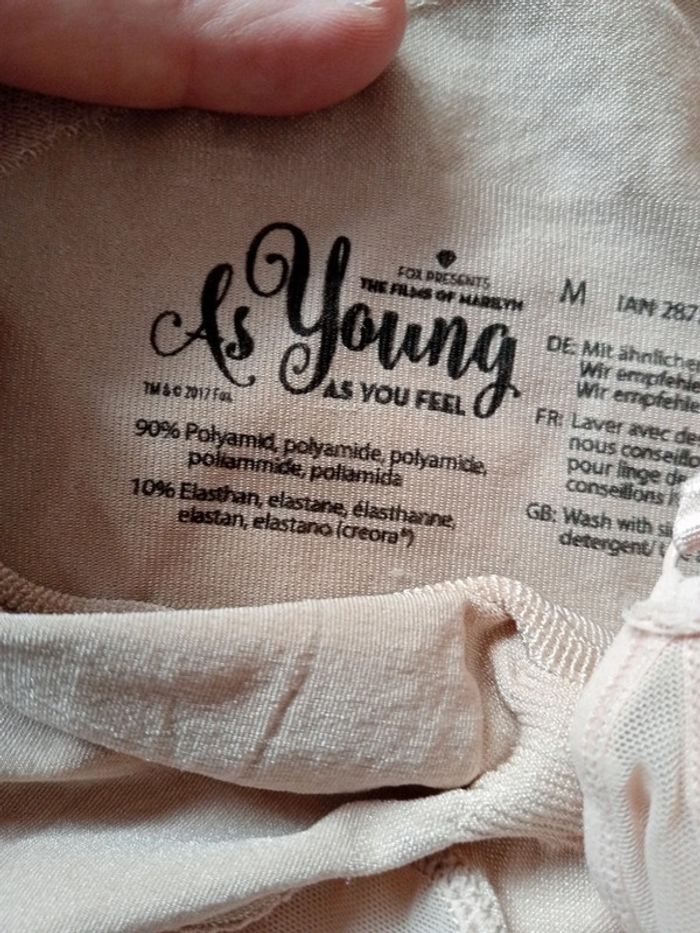 FOX PRESENTS
THE FILMS OF MARILYN
As Young
AS YOU FEEL
TM & © 2017 Fox
90% Polyamid, polyamide, polyamide,
poliammide, poliamida
10% Elasthan, elastane, élasthanne,
elastan, elastano (creora®)
M IAN 287
DE: Mit ähnlichen
Wir empfehle
Wir empfehle
FR: Laver avec de
nous conseillo
pour linge de
conseillons
GB: Wash with si
detergent/